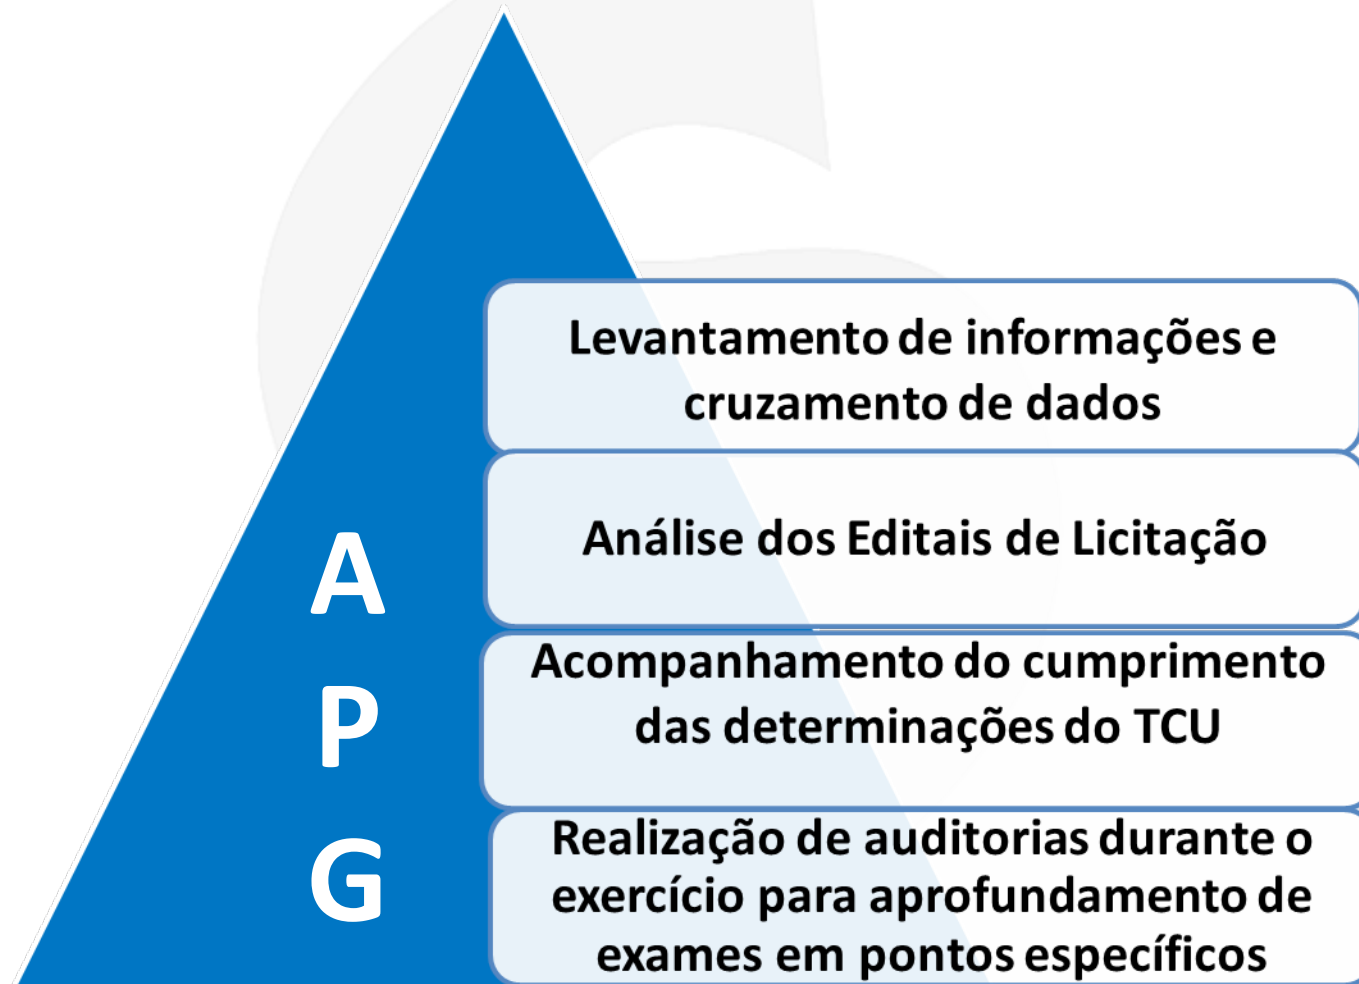 Levantamento de informações e
cruzamento de dados
Análise dos Editais de Licitação
Acompanhamento do cumprimento
das determinações do TCU
Realização de auditorias durante o
exercício para aprofundamento de
exames em pontos específicos
A
P
G